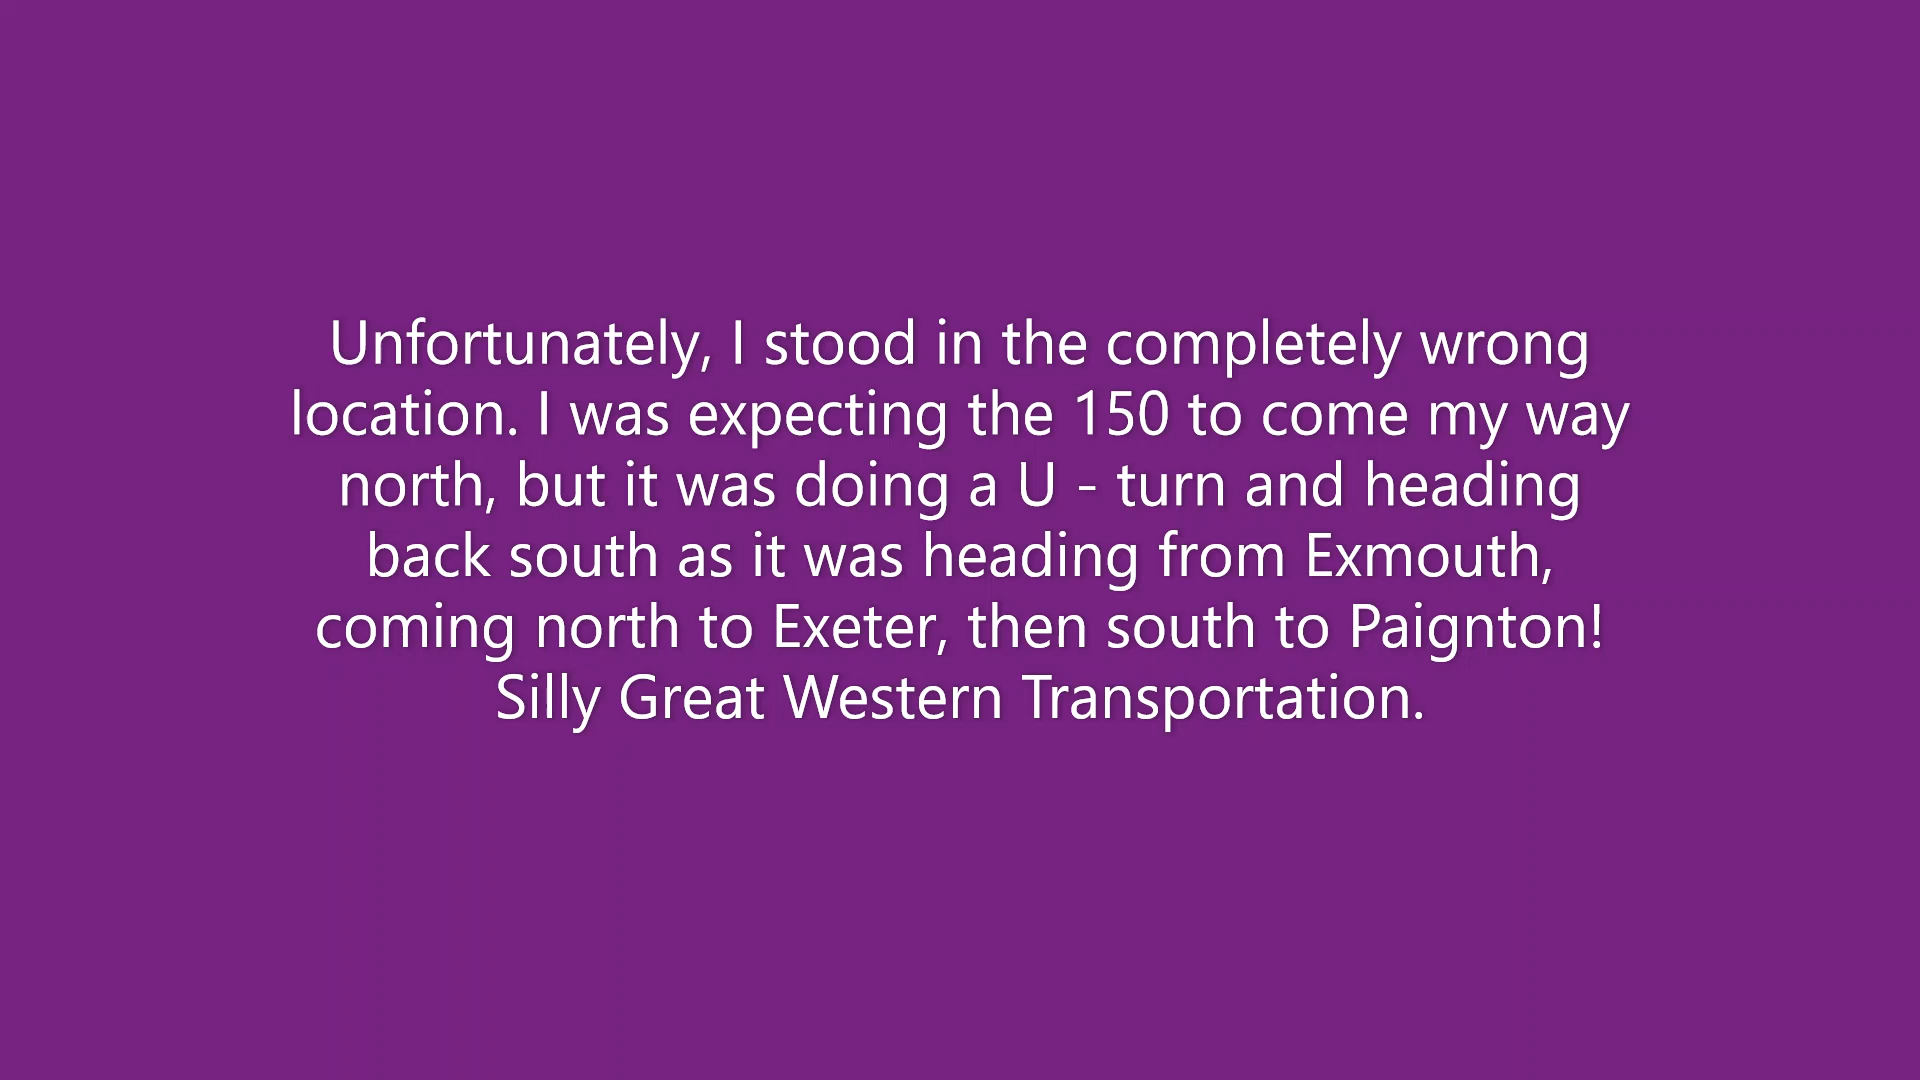 Unfortunately, I stood in the completely wrong
location. I was expecting the 150 to come my way
north, but it was doing a U - turn and heading
back south as it was heading from Exmouth,
coming north to Exeter, then south to Paignton!
Silly Great Western Transportation.